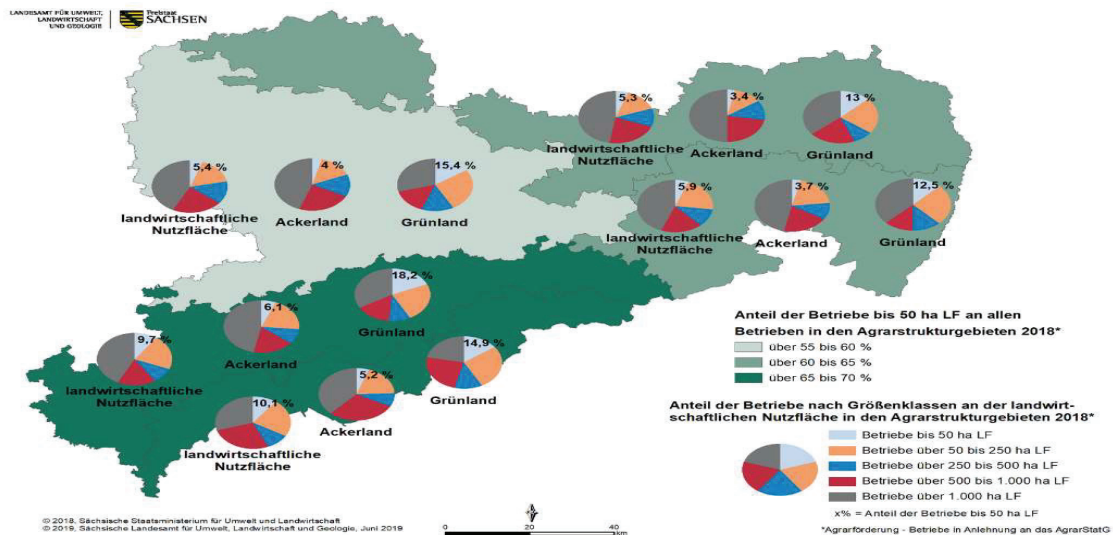 LANDESAMT FÜR UMWELT,
LANDWIRTSCHAFT
UND GEOLOGIE
Freistaat
SACHSEN
5,3 %
landwirtschaftliche
Nutzfläche
3,4 %
Ackerland
13 %
Grünland
5,4 %
landwirtschaftliche
Nutzfläche
4 %
Ackerland
15,4 %
Grünland
5,9 %
landwirtschaftliche
Nutzfläche
3,7 %
Ackerland
12,5 %
Grünland
18,2 %
Grünland
6,1 %
Ackerland
9,7 %
landwirtschaftliche
Nutzfläche
14,9 %
Grünland
5,2 %
Ackerland
10,1 %
landwirtschaftliche
Nutzfläche
Anteil der Betriebe bis 50 ha LF an allen
Betrieben in den Agrarstrukturgebieten 2018*
über 55 bis 60 %
über 60 bis 65 %
über 65 bis 70 %
Anteil der Betriebe nach Größenklassen an der landwirt-
schaftlichen Nutzfläche in den Agrarstrukturgebieten 2018*
Betriebe bis 50 ha LF
Betriebe über 50 bis 250 ha LF
Betriebe über 250 bis 500 ha LF
Betriebe über 500 bis 1.000 ha LF
Betriebe über 1.000 ha LF
x% = Anteil der Betriebe bis 50 ha LF
© 2018, Sächsische Staatsministerium für Umwelt und Landwirtschaft
© 2019, Sächsische Landesamt für Umwelt, Landwirtschaft und Geologie, Juni 2019
0 20 40
km
*Agrarförderung - Betriebe in Anlehnung an das AgrarStatG